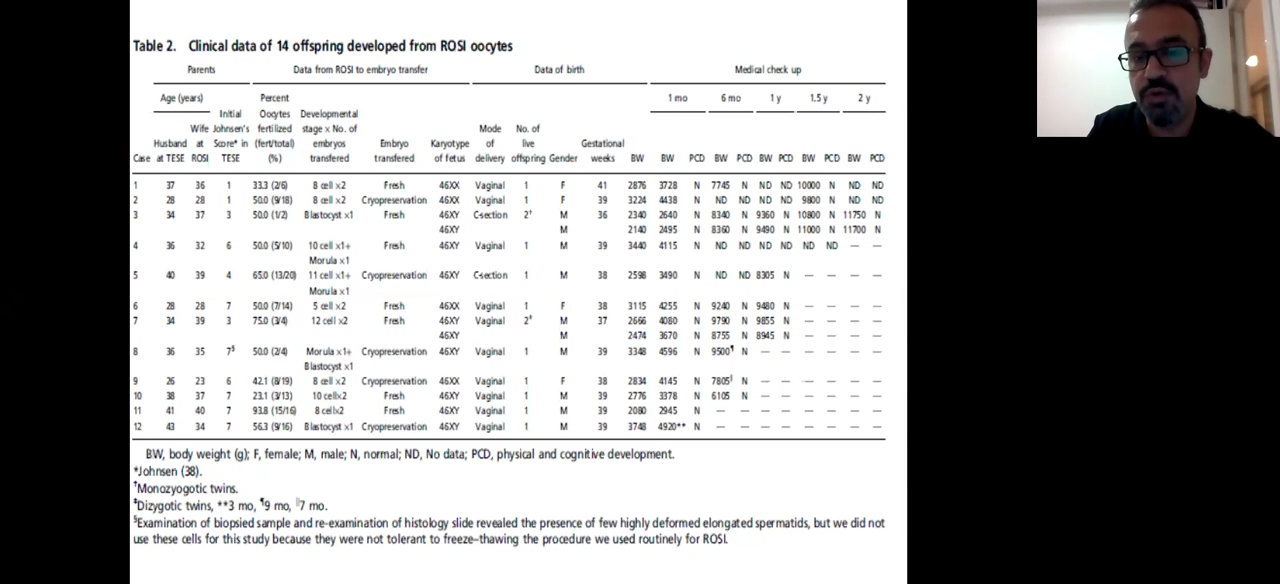 Table 2. Clinical data of 14 offspring developed from ROSI oocytes
Parents Data from ROSI to embryo transfer Data of birth Medical check up
Age (years) Percent 1 mo 6 mo 1 y 1.5 y 2 y
Initial Oocytes Developmental
Wife Johnsen's fertilized stage x No. of Mode No. of
Husband at Score* in (fert/total) embryos Embryo Karyotype of live Gestational
Case at TESE ROSI TESE (%) transfered transfered of fetus delivery offspring Gender weeks BW BW PCD BW PCD BW PCD BW PCD BW PCD
1 37 36 1 33.3 (2/6) 8 cell x2 Fresh 46XX Vaginal 1 F 41 2876 3728 N 7745 N ND ND 10000 N ND ND
2 28 28 1 50.0 (9/18) 8 cell x2 Cryopreservation 46XX Vaginal 1 F 39 3224 4438 N ND ND ND ND 9800 N ND ND
3 34 37 3 50.0 (1/2) Blastocyst x1 Fresh 46XY C-section 2† M 36 2340 2640 N 8340 N 9360 N 10800 N 11750 N
46XY M 2140 2495 N 8360 N 9490 N 11000 N 11700 N
4 36 32 6 50.0 (5/10) 10 cell x1+ Fresh 46XY Vaginal 1 M 39 3440 4115 N ND ND ND ND ND ND — —
Morula x1
5 40 39 4 65.0 (13/20) 11 cell x1+ Cryopreservation 46XY C-section 1 M 38 2598 3490 N ND ND 8305 N — — — —
Morula x1
6 28 28 7 50.0 (7/14) 5 cell x2 Fresh 46XX Vaginal 1 F 38 3115 4255 N 9240 N 9480 N — — — —
7 34 39 3 75.0 (3/4) 12 cell x2 Fresh 46XY Vaginal 2‡ M 37 2666 4080 N 9790 N 9855 N — — — —
46XY M 2474 3670 N 8755 N 8945 N — — — —
8 36 35 7§ 50.0 (2/4) Morula x1+ Cryopreservation 46XY Vaginal 1 M 39 3348 4596 N 9500¶ N — — — — — —
Blastocyst x1
9 26 23 6 42.1 (8/19) 8 cell x2 Cryopreservation 46XX Vaginal 1 F 38 2834 4145 N 7805‖ N — — — — — —
10 38 37 7 23.1 (3/13) 10 cellx2 Fresh 46XY Vaginal 1 M 39 2776 3378 N 6105 N — — — — — —
11 41 40 7 93.8 (15/16) 8 cellx2 Fresh 46XY Vaginal 1 M 39 2080 2945 N — — — — — — — —
12 43 34 7 56.3 (9/16) Blastocyst x1 Cryopreservation 46XY Vaginal 1 M 39 3748 4920** N — — — — — — — —
BW, body weight (g); F, female; M, male; N, normal; ND, No data; PCD, physical and cognitive development.
*Johnsen (38).
†Monozyogotic twins.
‡Dizygotic twins, **3 mo, ¶9 mo, ‖7 mo.
§Examination of biopsied sample and re-examination of histology slide revealed the presence of few highly deformed elongated spermatids, but we did not
use these cells for this study because they were not tolerant to freeze–thawing the procedure we used routinely for ROSI.